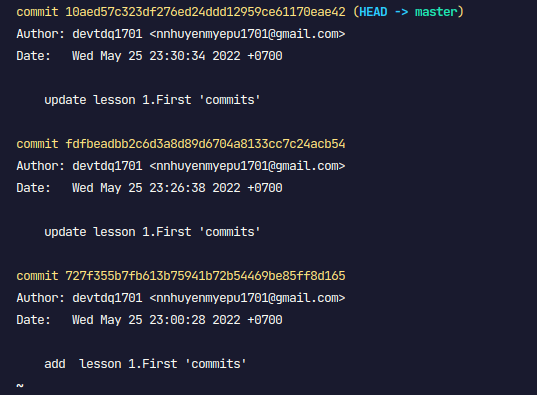 commit 10aed57c323df276ed24ddd12959ce61170eae42 (HEAD -> master)
Author: devtdq1701 <nnhuyenmyepu1701@gmail.com>
Date:   Wed May 25 23:30:34 2022 +0700
    update lesson 1.First 'commits'
commit fdfbeadbb2c6d3a8d89d6704a8133cc7c24acb54
Author: devtdq1701 <nnhuyenmyepu1701@gmail.com>
Date:   Wed May 25 23:26:38 2022 +0700
    update lesson 1.First 'commits'
commit 727f355b7fb613b75941b72b54469be85ff8d165
Author: devtdq1701 <nnhuyenmyepu1701@gmail.com>
Date:   Wed May 25 23:00:28 2022 +0700
    add  lesson 1.First 'commits'
~